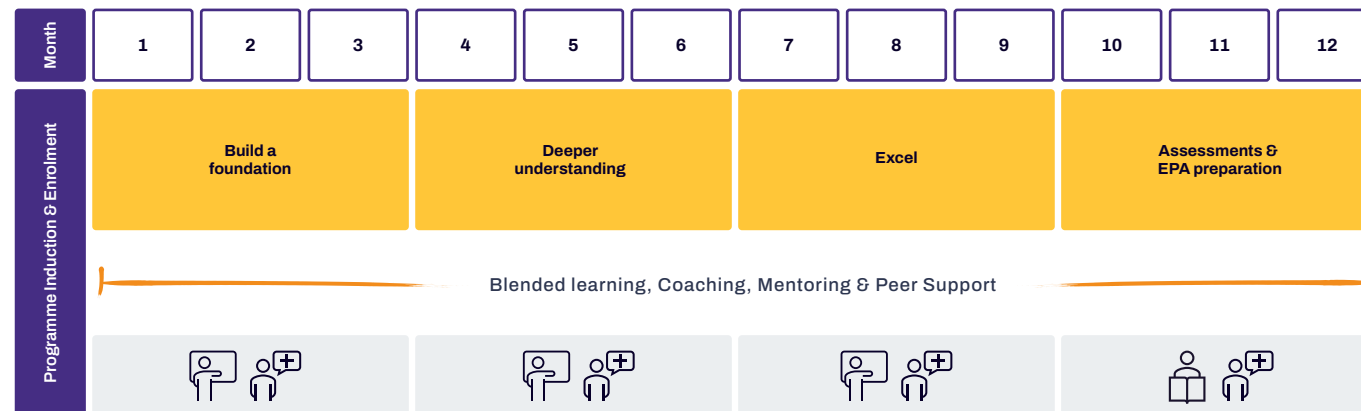 Month
1
2
3
4
5
6
7
8
9
10
11
12
Programme Induction & Enrolment
Build a
foundation
Deeper
understanding
Excel
Assessments &
EPA preparation
Blended learning, Coaching, Mentoring & Peer Support